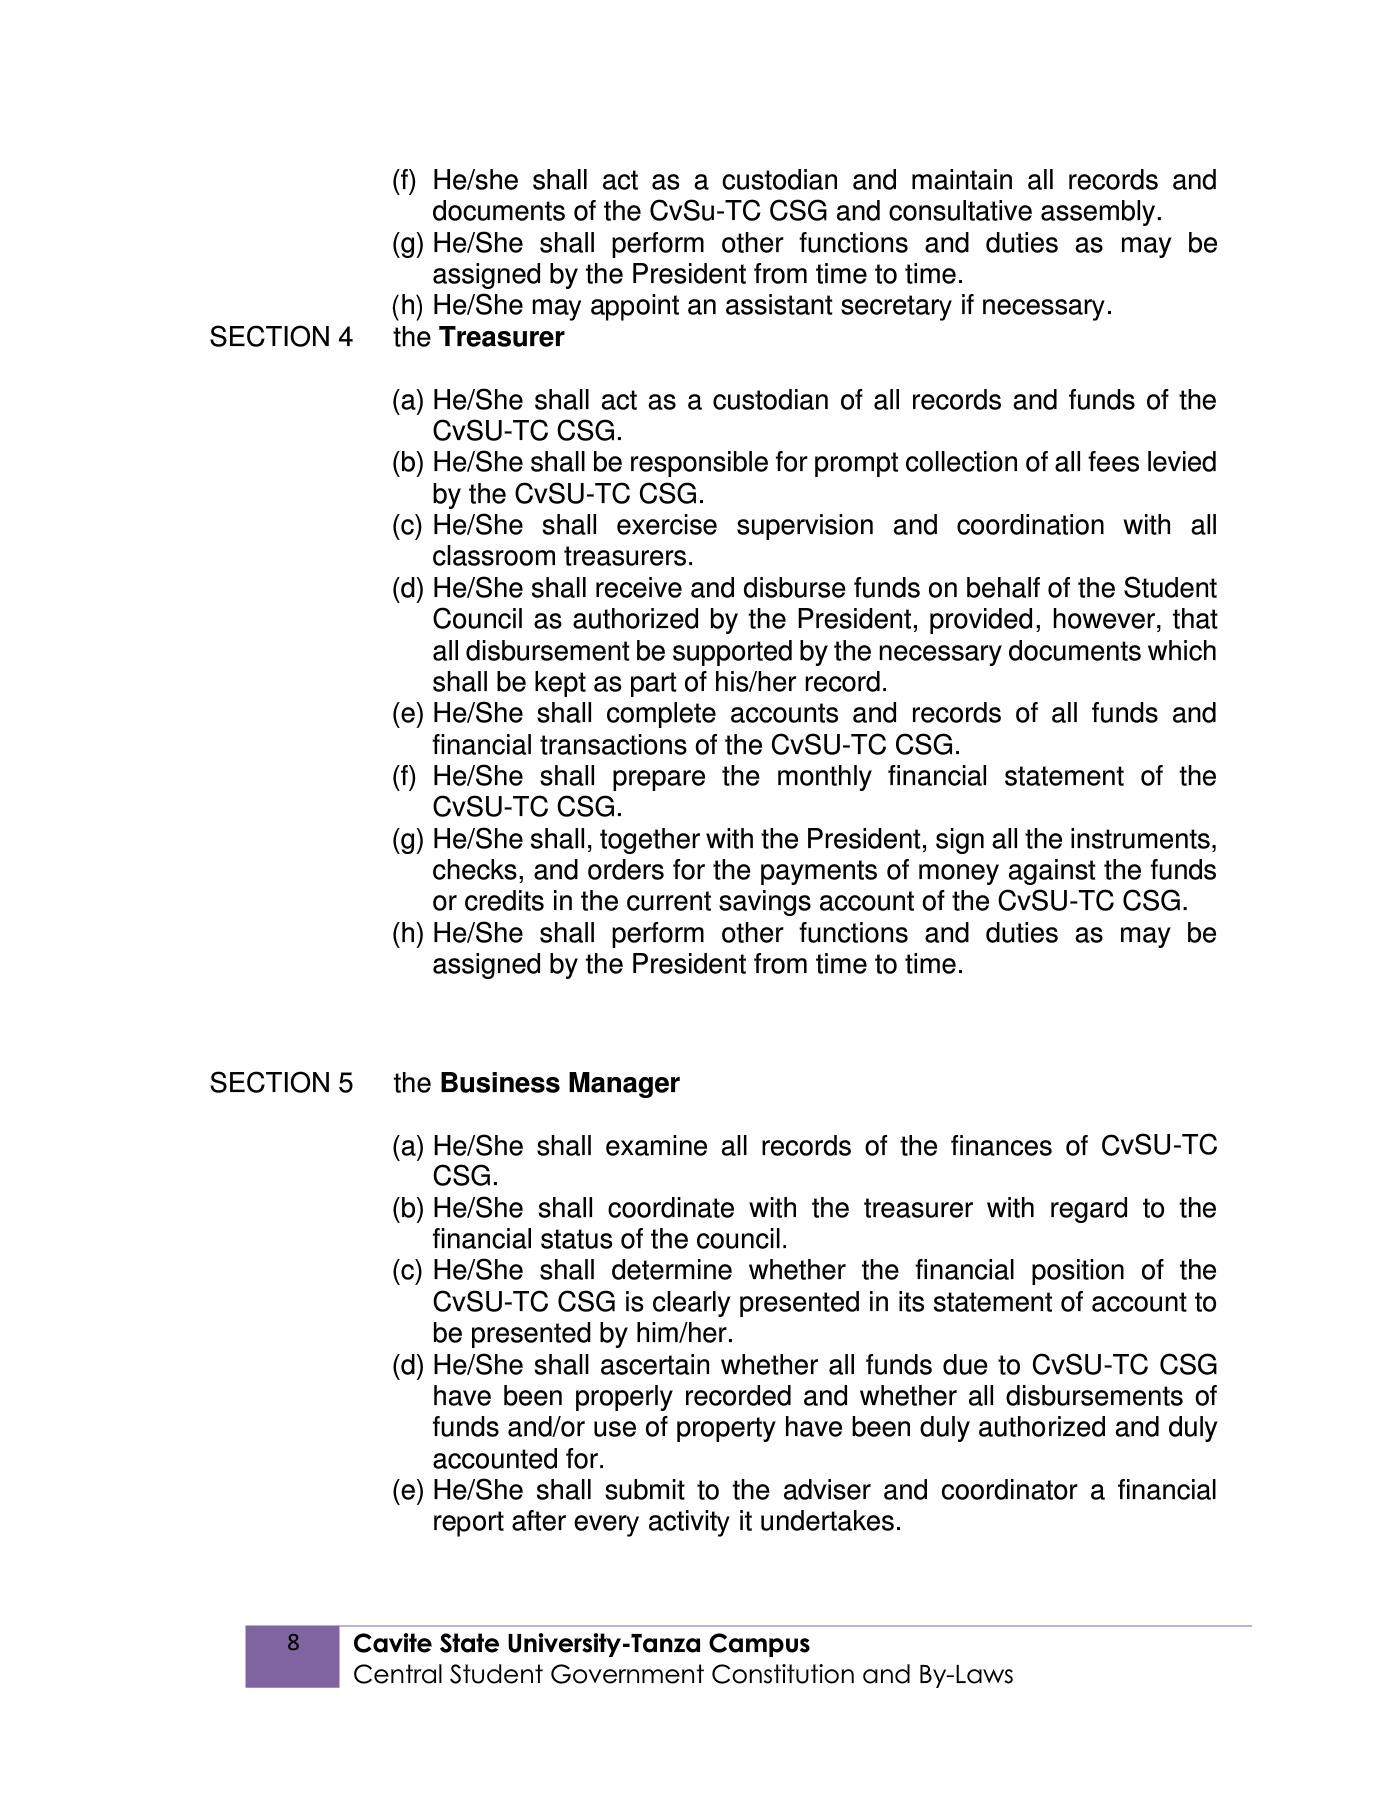 (f) He/she shall act as a custodian and maintain all records and
documents of the CvSu-TC CSG and consultative assembly.
(g) He/She shall perform other functions and duties as may be
assigned by the President from time to time.
(h) He/She may appoint an assistant secretary if necessary.
SECTION 4 the Treasurer
(a) He/She shall act as a custodian of all records and funds of the
CvSU-TC CSG.
(b) He/She shall be responsible for prompt collection of all fees levied
by the CvSU-TC CSG.
(c) He/She shall exercise supervision and coordination with all
classroom treasurers.
(d) He/She shall receive and disburse funds on behalf of the Student
Council as authorized by the President, provided, however, that
all disbursement be supported by the necessary documents which
shall be kept as part of his/her record.
(e) He/She shall complete accounts and records of all funds and
financial transactions of the CvSU-TC CSG.
(f) He/She shall prepare the monthly financial statement of the
CvSU-TC CSG.
(g) He/She shall, together with the President, sign all the instruments,
checks, and orders for the payments of money against the funds
or credits in the current savings account of the CvSU-TC CSG.
(h) He/She shall perform other functions and duties as may be
assigned by the President from time to time.
SECTION 5 the Business Manager
(a) He/She shall examine all records of the finances of CvSU-TC
CSG.
(b) He/She shall coordinate with the treasurer with regard to the
financial status of the council.
(c) He/She shall determine whether the financial position of the
CvSU-TC CSG is clearly presented in its statement of account to
be presented by him/her.
(d) He/She shall ascertain whether all funds due to CvSU-TC CSG
have been properly recorded and whether all disbursements of
funds and/or use of property have been duly authorized and duly
accounted for.
(e) He/She shall submit to the adviser and coordinator a financial
report after every activity it undertakes.
8 Cavite State University-Tanza Campus
Central Student Government Constitution and By-Laws